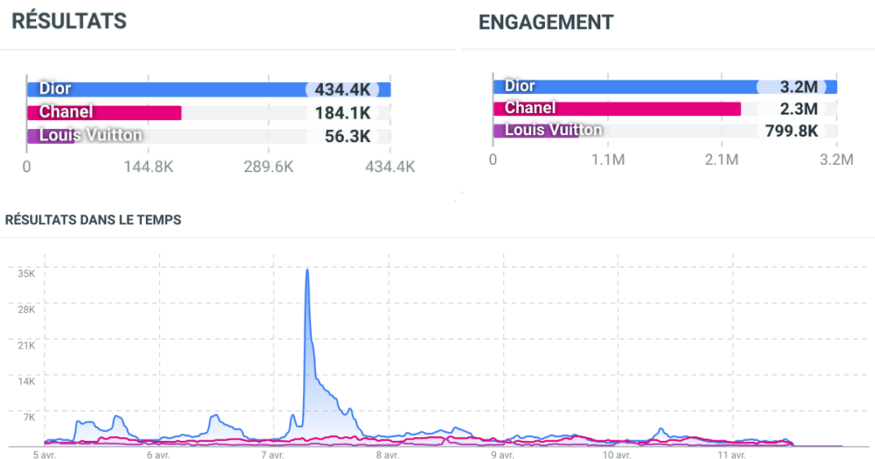 RÉSULTATS
Dior 434.4K
Chanel 184.1K
Louis Vuitton 56.3K
0 144.8K 289.6K 434.4K
ENGAGEMENT
Dior 3.2M
Chanel 2.3M
Louis Vuitton 799.8K
0 1.1M 2.1M 3.2M
RÉSULTATS DANS LE TEMPS
35K
28K
21K
14K
7K
5 avr. 6 avr. 7 avr. 8 avr. 9 avr. 10 avr. 11 avr.